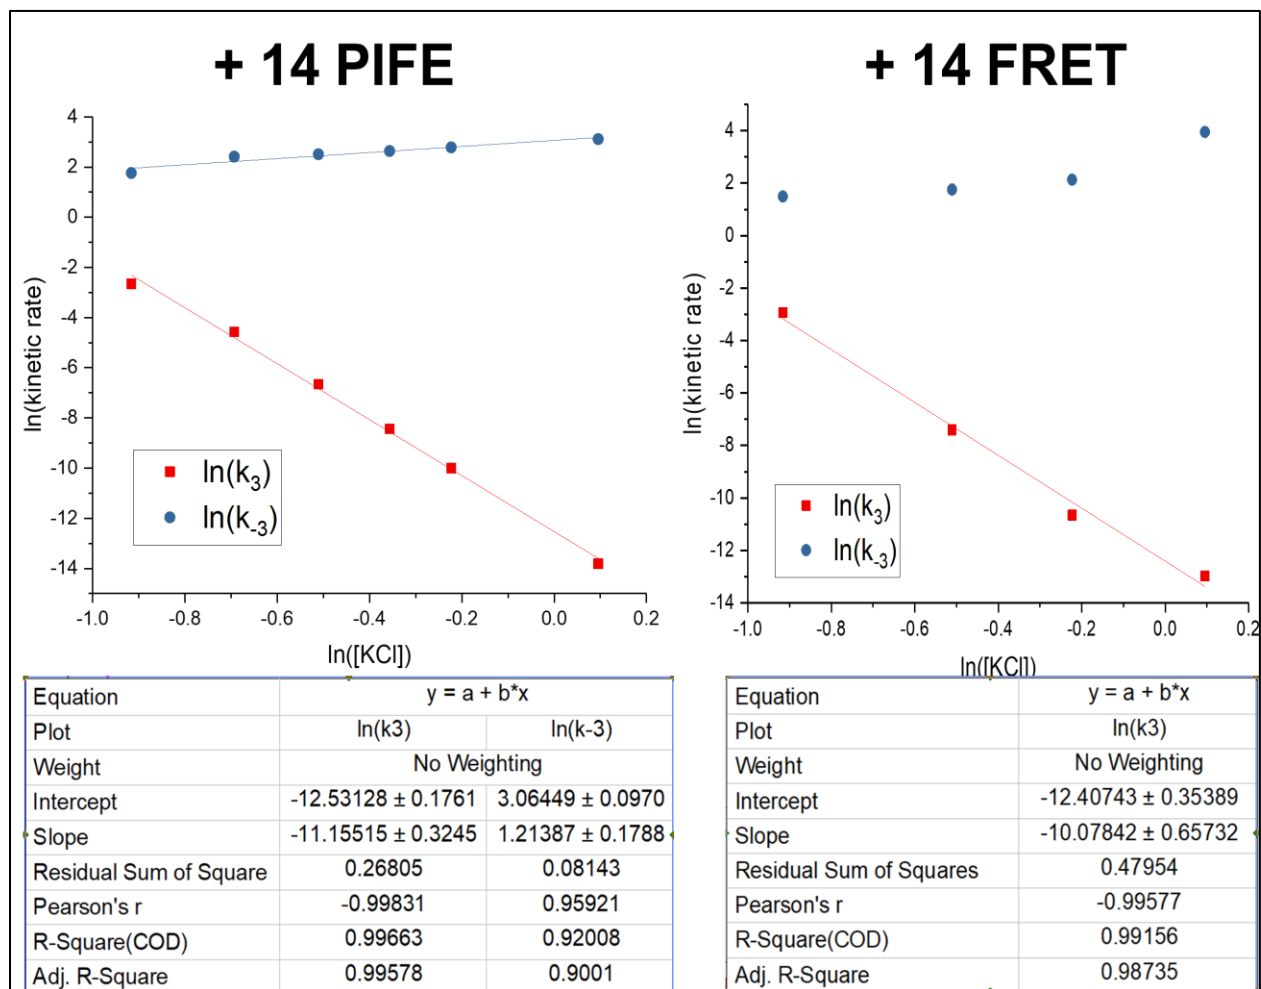 + 14 PIFE
4
2
0
-2
-4
-6
-8
-10
-12
-14
ln(kinetic rate)
ln(k3)
ln(k-3)
-1.0 -0.8 -0.6 -0.4 -0.2 0.0 0.2
ln([KCl])
Equation y = a + b*x
Plot ln(k3) ln(k-3)
Weight No Weighting
Intercept -12.53128 ± 0.1761 3.06449 ± 0.0970
Slope -11.15515 ± 0.3245 1.21387 ± 0.1788
Residual Sum of Square 0.26805 0.08143
Pearson's r -0.99831 0.95921
R-Square(COD) 0.99663 0.92008
Adj. R-Square 0.99578 0.9001
+ 14 FRET
4
2
0
-2
-4
-6
-8
-10
-12
-14
ln(kinetic rate)
ln(k3)
ln(k-3)
-1.0 -0.8 -0.6 -0.4 -0.2 0.0 0.2
ln([KCl])
Equation y = a + b*x
Plot ln(k3)
Weight No Weighting
Intercept -12.40743 ± 0.35389
Slope -10.07842 ± 0.65732
Residual Sum of Squares 0.47954
Pearson's r -0.99577
R-Square(COD) 0.99156
Adj. R-Square 0.98735